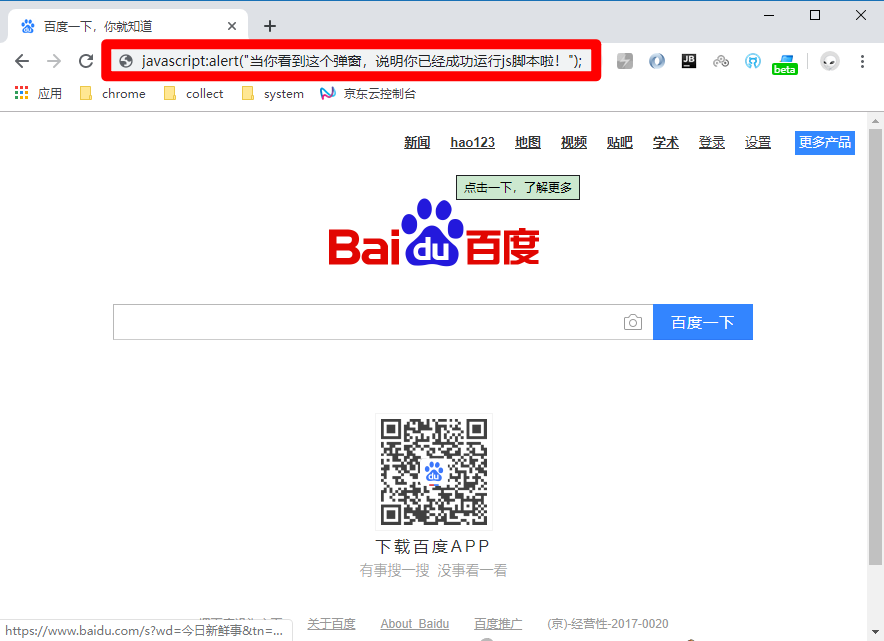 百度一下，你就知道
javascript:alert("当你看到这个弹窗，说明你已经成功运行js脚本啦！");
JB
beta
应用 chrome collect system 京东云控制台
新闻 hao123 地图 视频 贴吧 学术 登录 设置 更多产品
点击一下，了解更多
Baidu百度
百度一下
du
下载百度APP
有事搜一搜 没事看一看
关于百度 About Baidu 百度推广 (京)-经营性-2017-0020
https://www.baidu.com/s?wd=今日新鲜事&tn=...